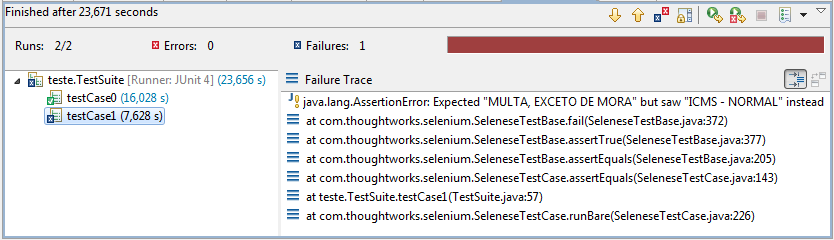 Finished after 23,671 seconds
Runs: 2/2 Errors: 0 Failures: 1
teste.TestSuite [Runner: JUnit 4] (23,656 s)
testCase0 (16,028 s)
testCase1 (7,628 s)
Failure Trace
java.lang.AssertionError: Expected "MULTA, EXCETO DE MORA" but saw "ICMS - NORMAL" instead
at com.thoughtworks.selenium.SeleneseTestBase.fail(SeleneseTestBase.java:372)
at com.thoughtworks.selenium.SeleneseTestBase.assertTrue(SeleneseTestBase.java:377)
at com.thoughtworks.selenium.SeleneseTestBase.assertEquals(SeleneseTestBase.java:205)
at com.thoughtworks.selenium.SeleneseTestCase.assertEquals(SeleneseTestCase.java:143)
at teste.TestSuite.testCase1(TestSuite.java:57)
at com.thoughtworks.selenium.SeleneseTestCase.runBare(SeleneseTestCase.java:226)